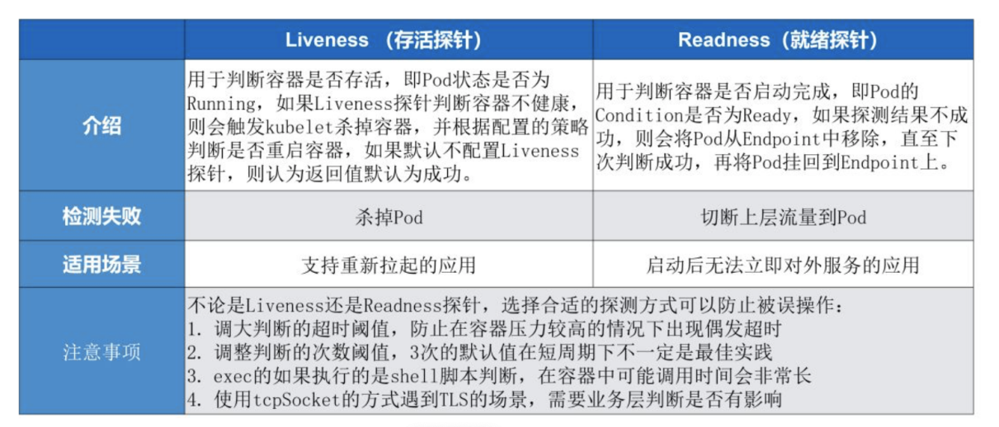 Liveness （存活探针）
Readness（就绪探针）
介绍
用于判断容器是否存活，即Pod状态是否为
Running，如果Liveness探针判断容器不健康，
则会触发kubelet杀掉容器，并根据配置的策略
判断是否重启容器，如果默认不配置Liveness
探针，则认为返回值默认为成功。
用于判断容器是否启动完成，即Pod的
Condition是否为Ready，如果探测结果不成
功，则会将Pod从Endpoint中移除，直至下
次判断成功，再将Pod挂回到Endpoint上。
检测失败
杀掉Pod
切断上层流量到Pod
适用场景
支持重新拉起的应用
启动后无法立即对外服务的应用
注意事项
不论是Liveness还是Readness探针，选择合适的探测方式可以防止被误操作：
1. 调大判断的超时阈值，防止在容器压力较高的情况下出现偶发超时
2. 调整判断的次数阈值，3次的默认值在短周期下不一定是最佳实践
3. exec的如果执行的是shell脚本判断，在容器中可能调用时间会非常长
4. 使用tcpSocket的方式遇到TLS的场景，需要业务层判断是否有影响